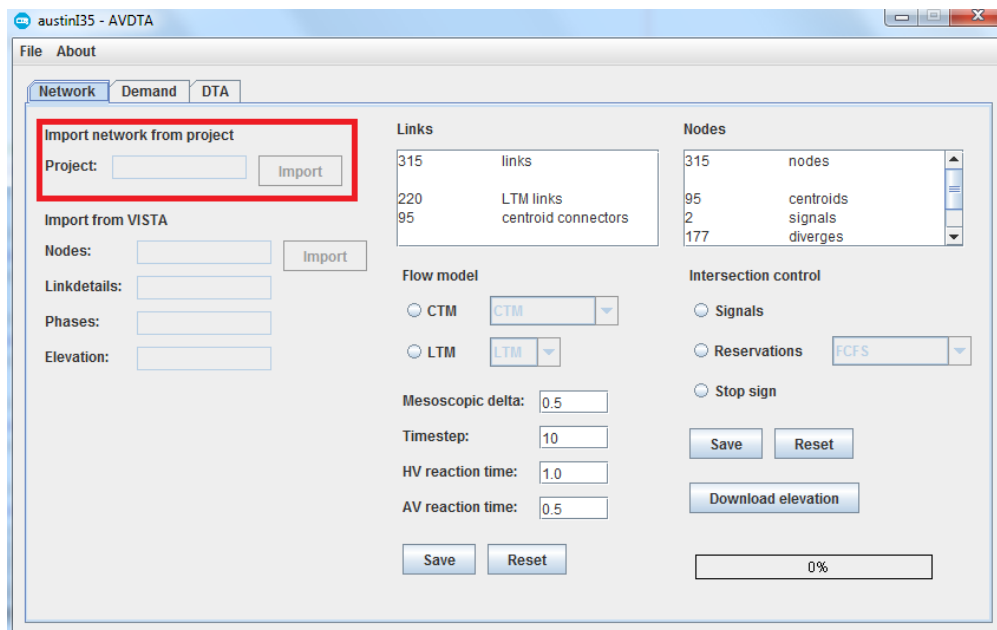 austinI35 - AVDTA
File About
Network Demand DTA
Import network from project
Project: Import
Import from VISTA
Nodes: Import
Linkdetails:
Phases:
Elevation:
Links
315 links
220 LTM links
95 centroid connectors
Flow model
CTM CTM
LTM LTM
Mesoscopic delta: 0.5
Timestep: 10
HV reaction time: 1.0
AV reaction time: 0.5
Save Reset
Nodes
315 nodes
95 centroids
2 signals
177 diverges
Intersection control
Signals
Reservations FCFS
Stop sign
Save Reset
Download elevation
0%